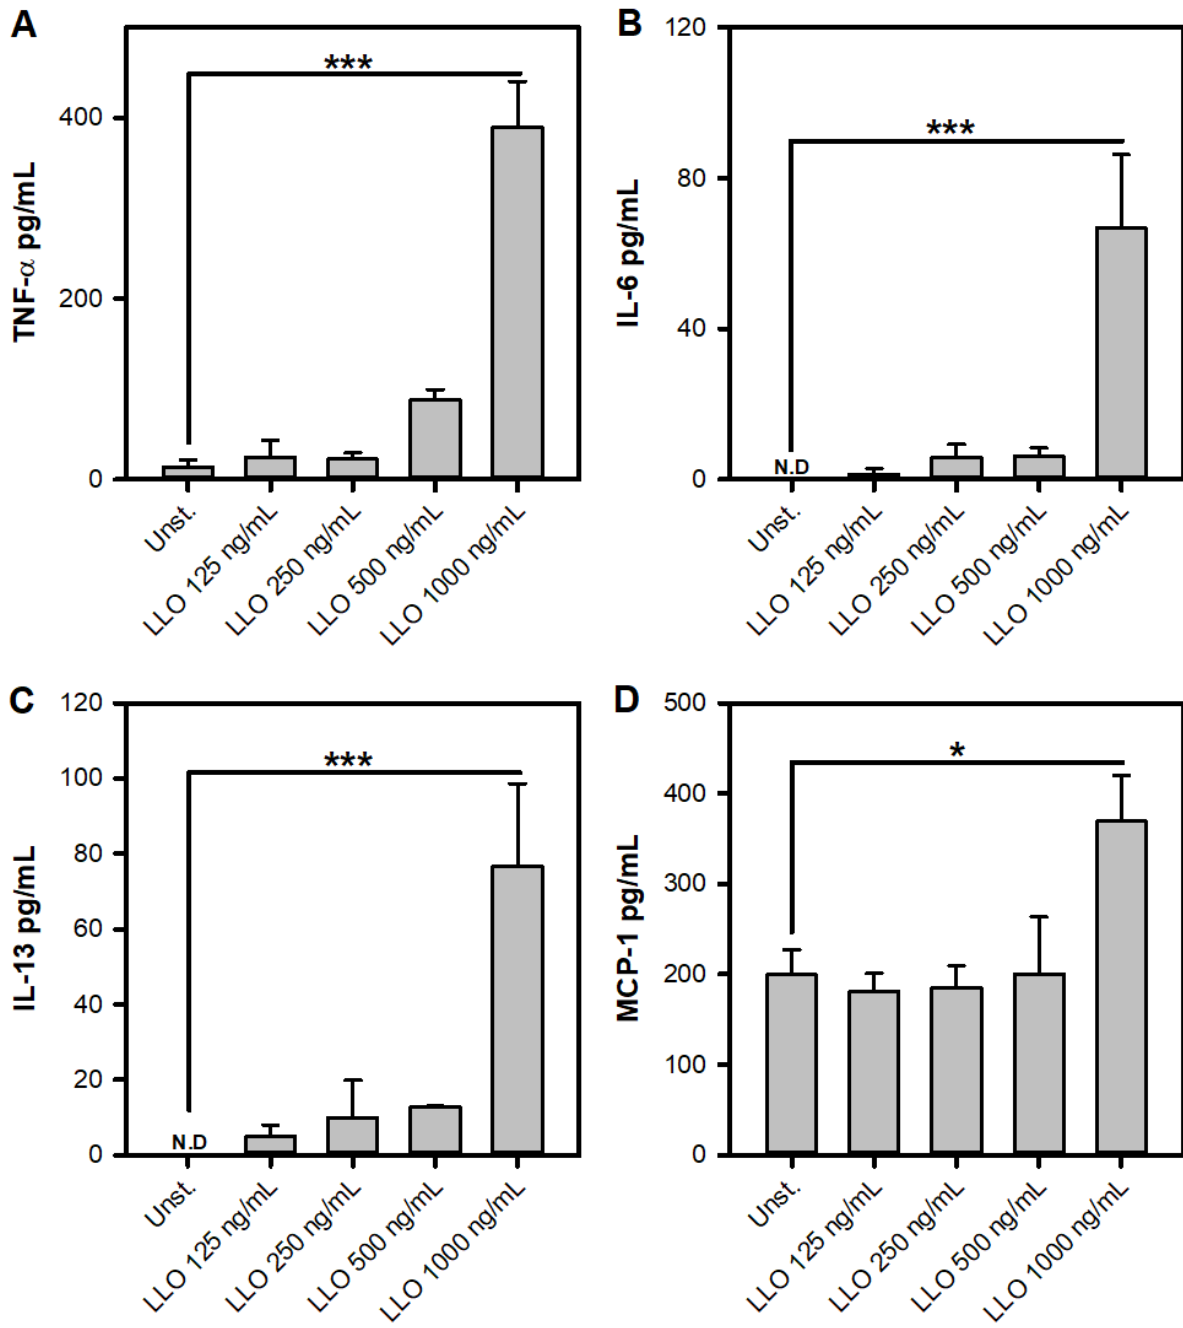 A
TNF-α pg/mL
400
200
0
***
Unst.
LLO 125 ng/mL
LLO 250 ng/mL
LLO 500 ng/mL
LLO 1000 ng/mL
B
IL-6 pg/mL
120
80
40
0
***
N.D
Unst.
LLO 125 ng/mL
LLO 250 ng/mL
LLO 500 ng/mL
LLO 1000 ng/mL
C
IL-13 pg/mL
120
100
80
60
40
20
0
***
N.D
Unst.
LLO 125 ng/mL
LLO 250 ng/mL
LLO 500 ng/mL
LLO 1000 ng/mL
D
MCP-1 pg/mL
500
400
300
200
100
0
*
Unst.
LLO 125 ng/mL
LLO 250 ng/mL
LLO 500 ng/mL
LLO 1000 ng/mL